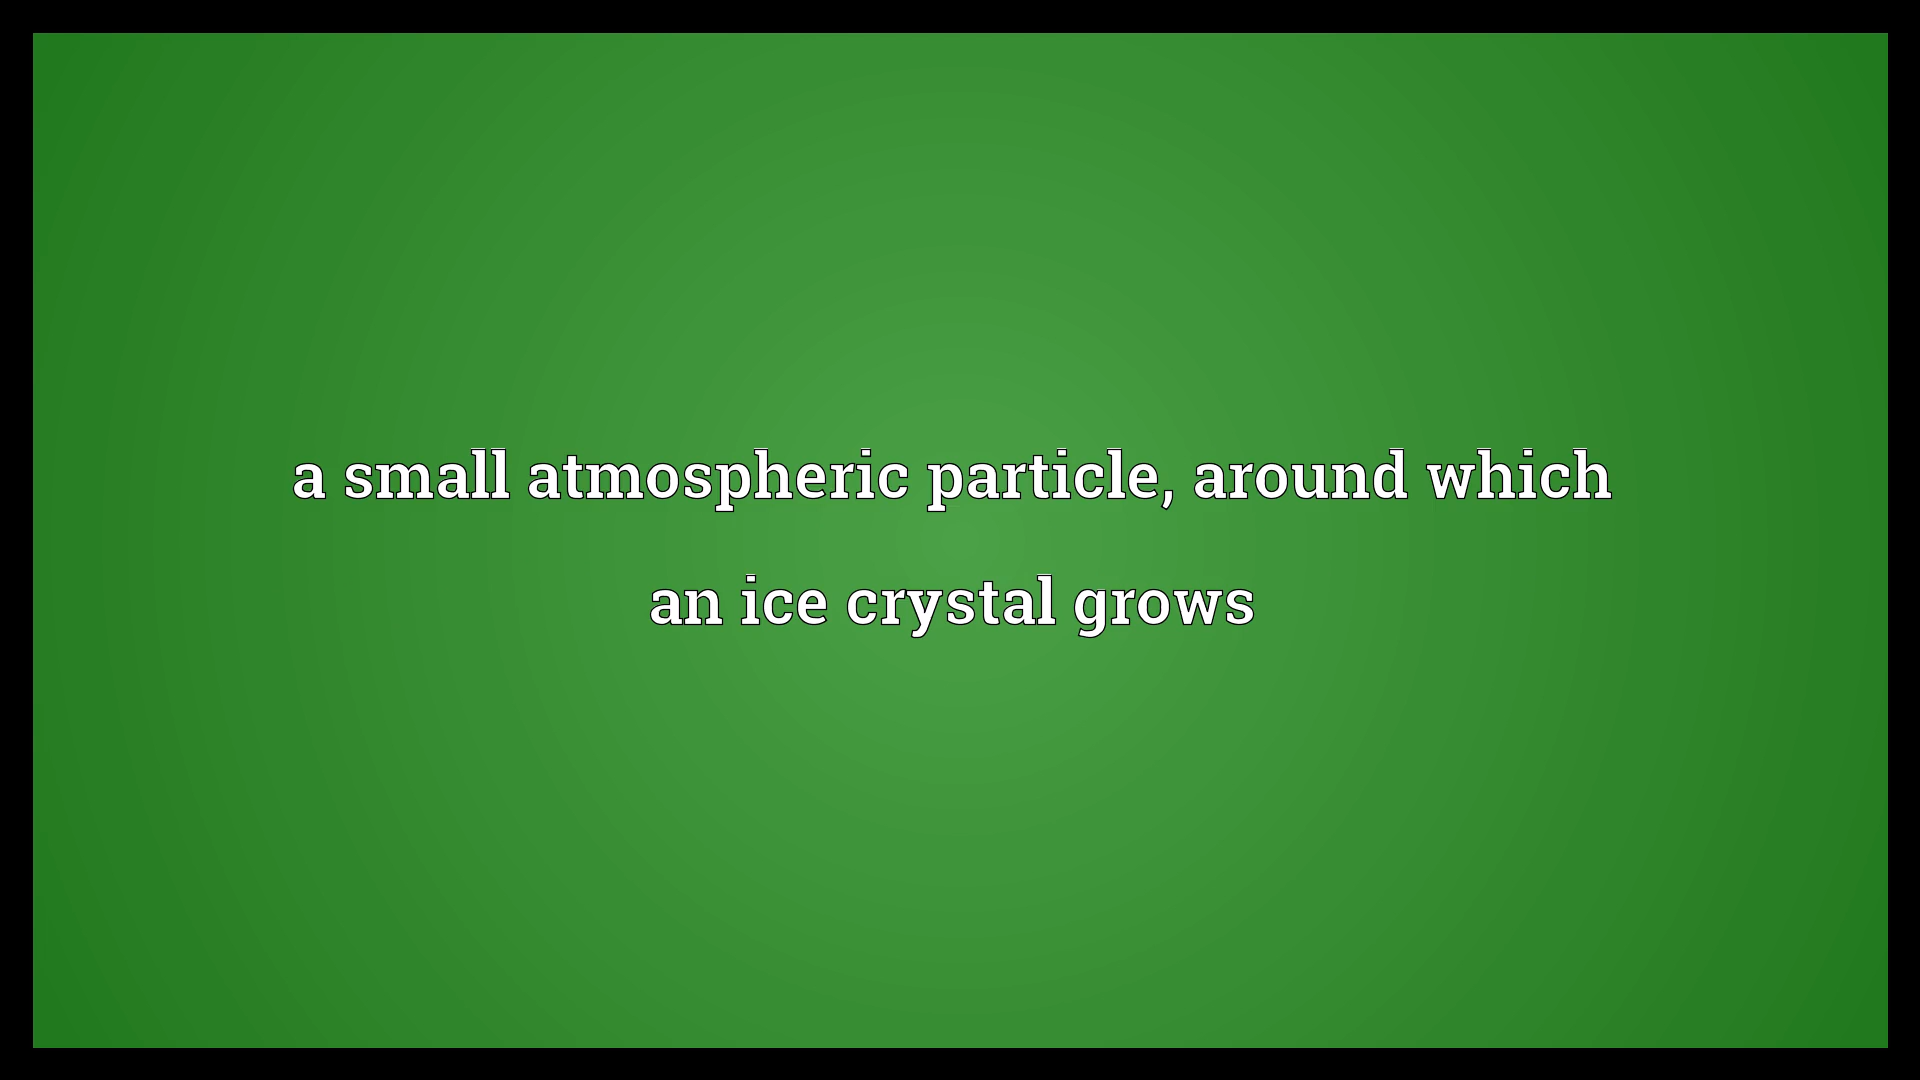 a small atmospheric particle, around which
an ice crystal grows